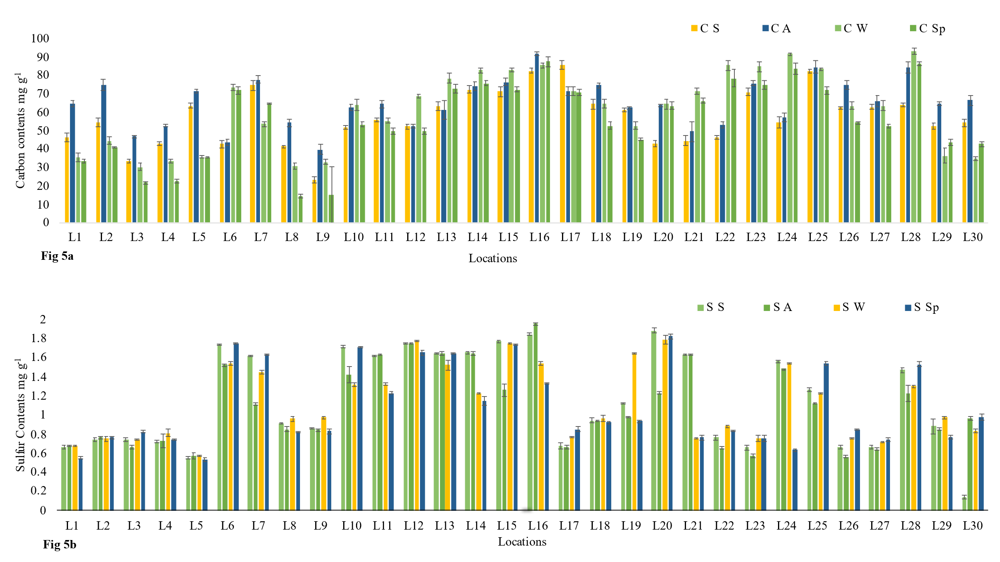 C S C A C W C Sp
100
90
80
70
60
50
40
30
20
10
0
Carbon contents mg g-1
L1 L2 L3 L4 L5 L6 L7 L8 L9 L10 L11 L12 L13 L14 L15 L16 L17 L18 L19 L20 L21 L22 L23 L24 L25 L26 L27 L28 L29 L30
Fig 5a
Locations
S S S A S W S Sp
2
1.8
1.6
1.4
1.2
1
0.8
0.6
0.4
0.2
0
Sulfur Contents mg g-1
L1 L2 L3 L4 L5 L6 L7 L8 L9 L10 L11 L12 L13 L14 L15 L16 L17 L18 L19 L20 L21 L22 L23 L24 L25 L26 L27 L28 L29 L30
Fig 5b
Locations